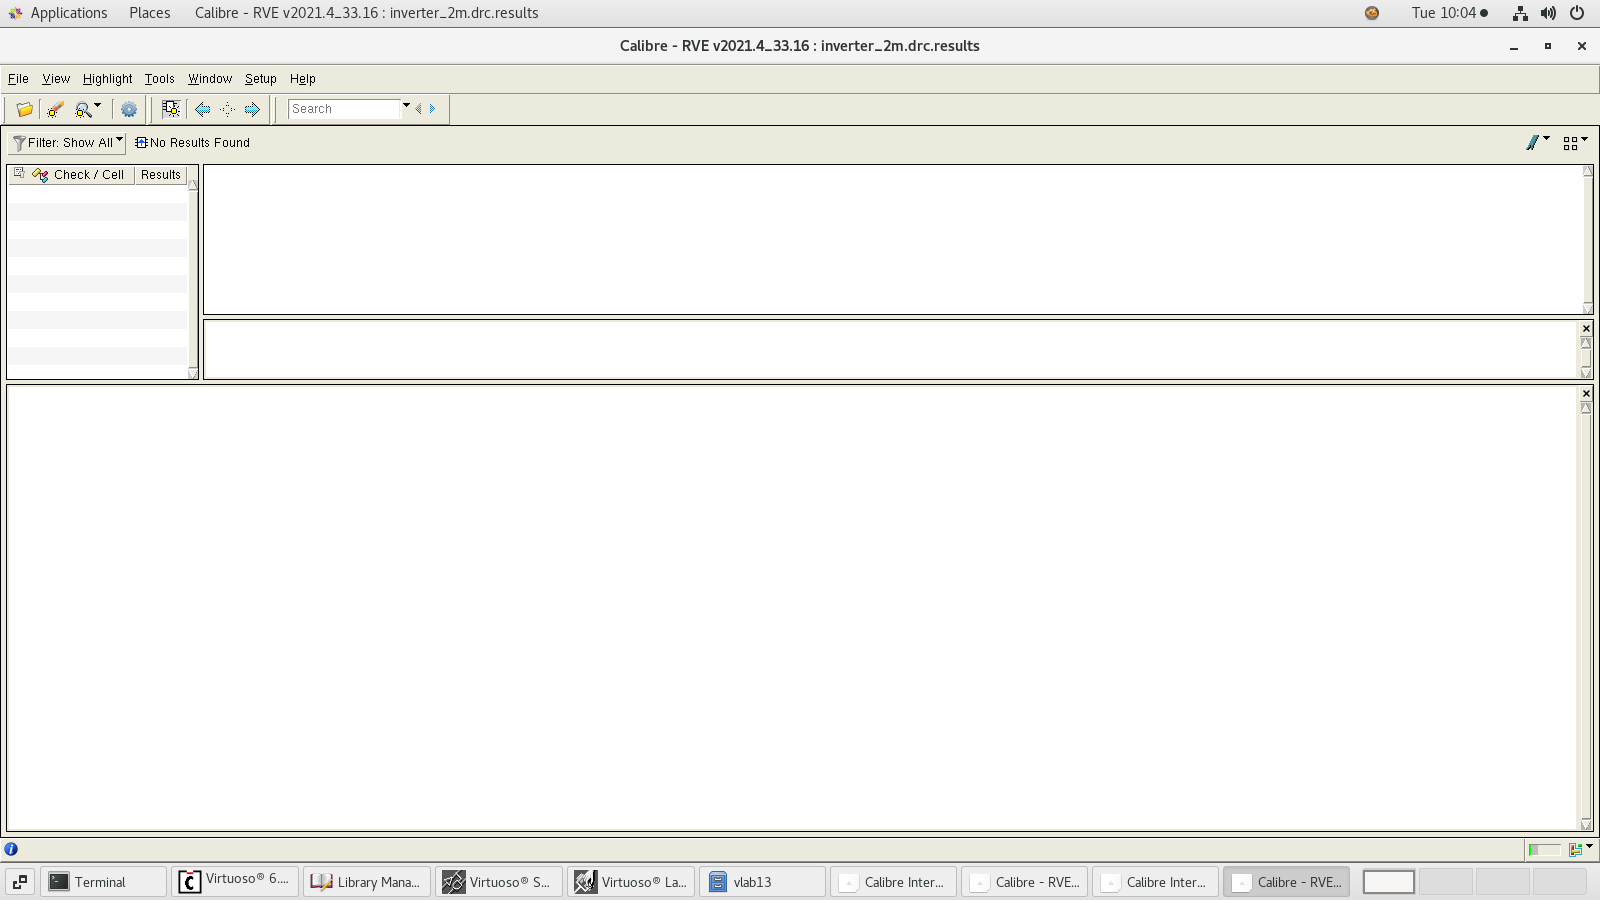 Applications Places Calibre - RVE v2021.4_33.16 : inverter_2m.drc.results Tue 10:04
Calibre - RVE v2021.4_33.16 : inverter_2m.drc.results
File View Highlight Tools Window Setup Help
Search
Filter: Show All No Results Found
Check / Cell Results
Terminal Virtuoso® 6.... Library Mana... Virtuoso® S... Virtuoso® La... vlab13 Calibre Inter... Calibre - RVE... Calibre Inter... Calibre - RVE...